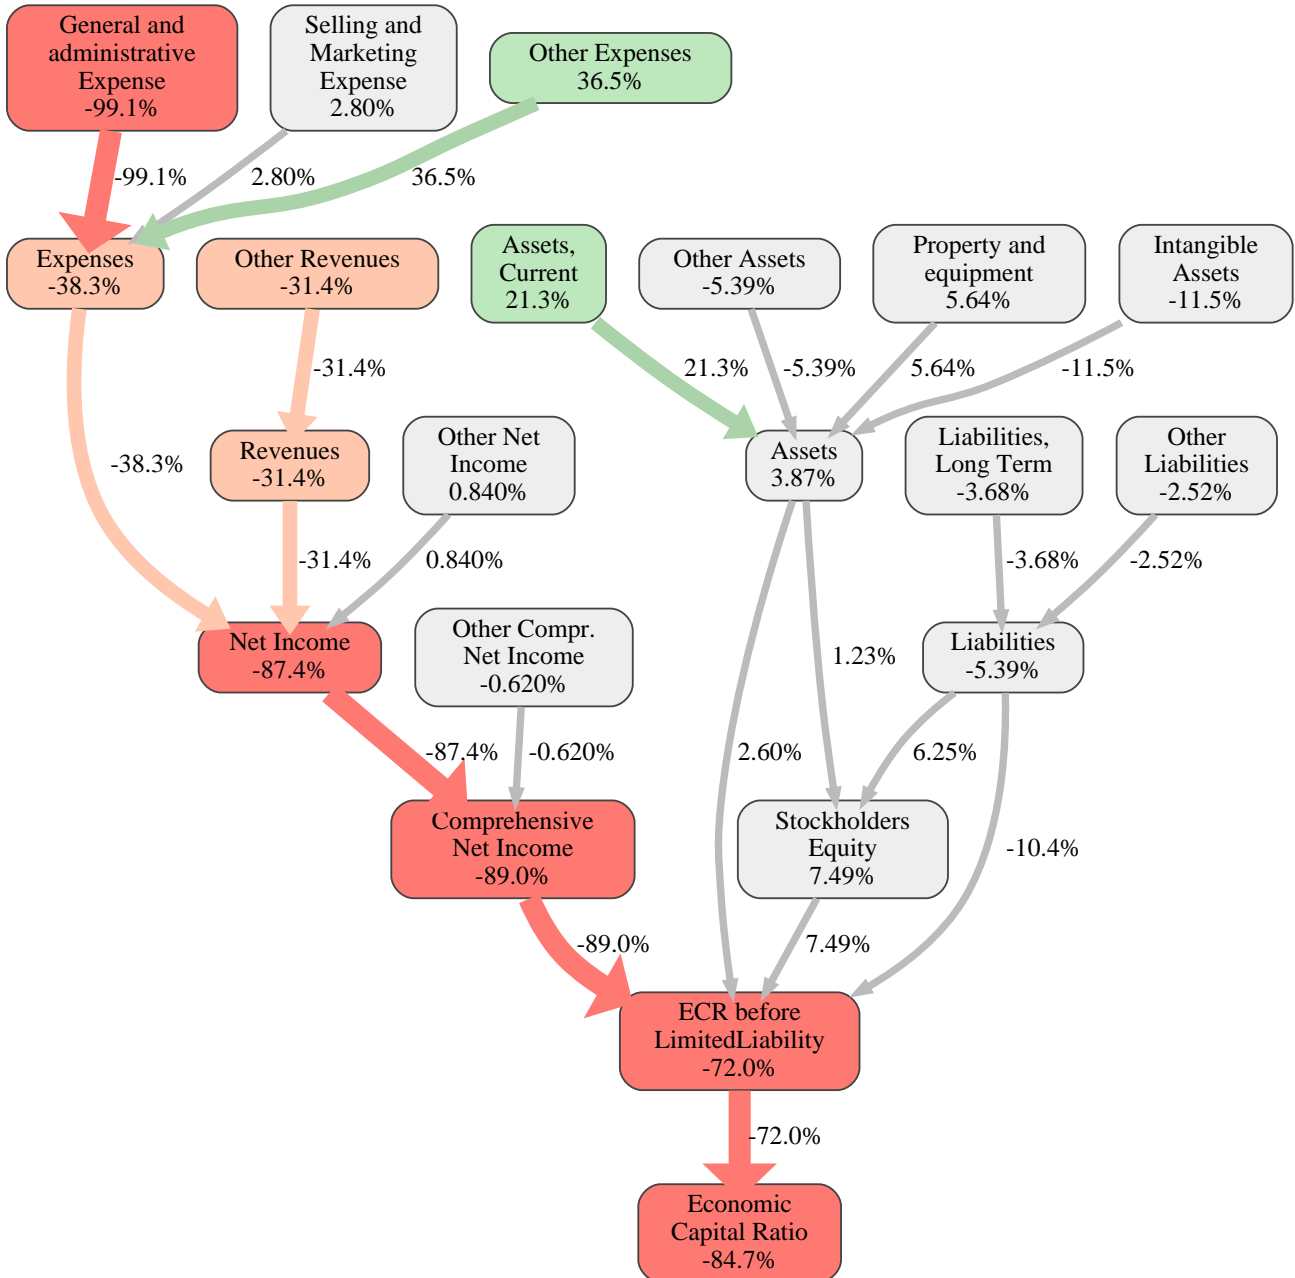 General and
administrative
Expense
-99.1%
Selling and
Marketing
Expense
2.80%
Other Expenses
36.5%
-99.1%
2.80%
36.5%
Expenses
-38.3%
Other Revenues
-31.4%
Assets,
Current
21.3%
Other Assets
-5.39%
Property and
equipment
5.64%
Intangible
Assets
-11.5%
-31.4%
21.3%
-5.39%
5.64%
-11.5%
-38.3%
Revenues
-31.4%
Other Net
Income
0.840%
Assets
3.87%
Liabilities,
Long Term
-3.68%
Other
Liabilities
-2.52%
-31.4%
0.840%
-3.68%
-2.52%
Net Income
-87.4%
Other Compr.
Net Income
-0.620%
1.23%
Liabilities
-5.39%
-87.4%
-0.620%
2.60%
6.25%
Comprehensive
Net Income
-89.0%
Stockholders
Equity
7.49%
-10.4%
-89.0%
7.49%
ECR before
LimitedLiability
-72.0%
-72.0%
Economic
Capital Ratio
-84.7%